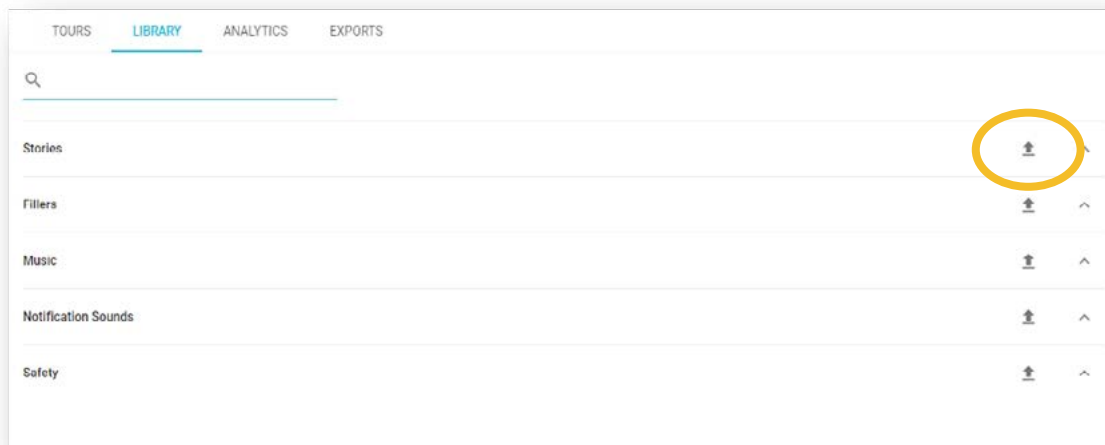 TOURS LIBRARY ANALYTICS EXPORTS
Stories
Fillers
Music
Notification Sounds
Safety